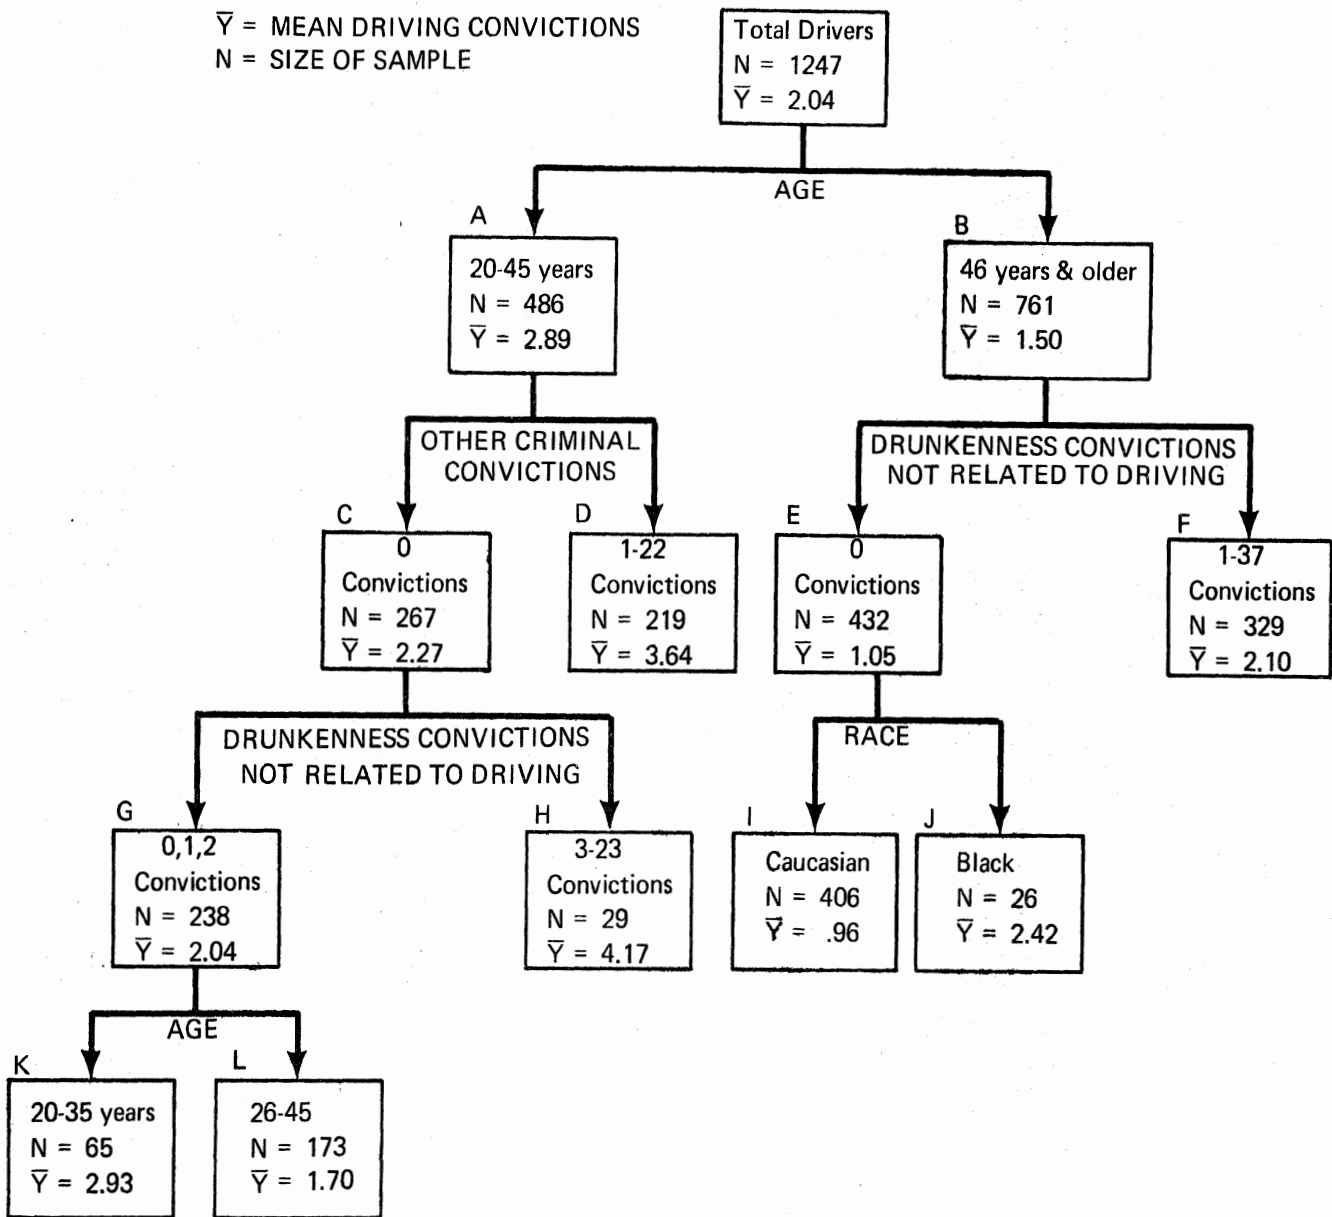 Ȳ = MEAN DRIVING CONVICTIONS
N = SIZE OF SAMPLE
Total Drivers
N = 1247
Ȳ = 2.04
AGE
A
20-45 years
N = 486
Ȳ = 2.89
B
46 years & older
N = 761
Ȳ = 1.50
OTHER CRIMINAL
CONVICTIONS
DRUNKENNESS CONVICTIONS
NOT RELATED TO DRIVING
C
0
Convictions
N = 267
Ȳ = 2.27
D
1-22
Convictions
N = 219
Ȳ = 3.64
E
0
Convictions
N = 432
Ȳ = 1.05
F
1-37
Convictions
N = 329
Ȳ = 2.10
DRUNKENNESS CONVICTIONS
NOT RELATED TO DRIVING
RACE
G
0,1,2
Convictions
N = 238
Ȳ = 2.04
H
3-23
Convictions
N = 29
Ȳ = 4.17
I
Caucasian
N = 406
Ȳ = .96
J
Black
N = 26
Ȳ = 2.42
AGE
K
20-35 years
N = 65
Ȳ = 2.93
L
26-45
N = 173
Ȳ = 1.70